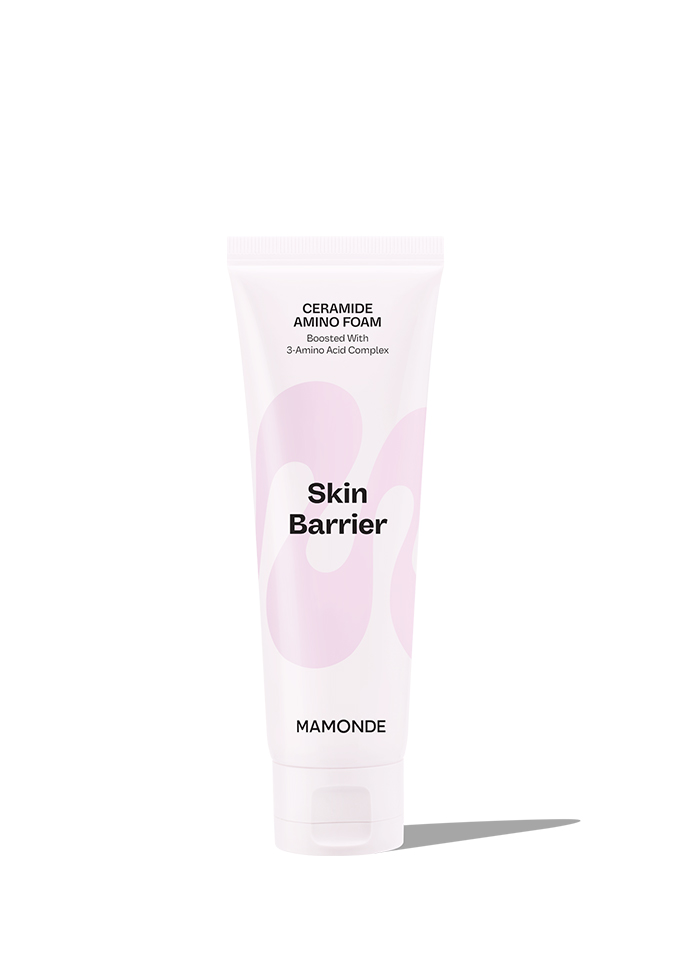 CERAMIDE
AMINO FOAM
Boosted With
3-Amino Acid Complex
Skin
Barrier
MAMONDE